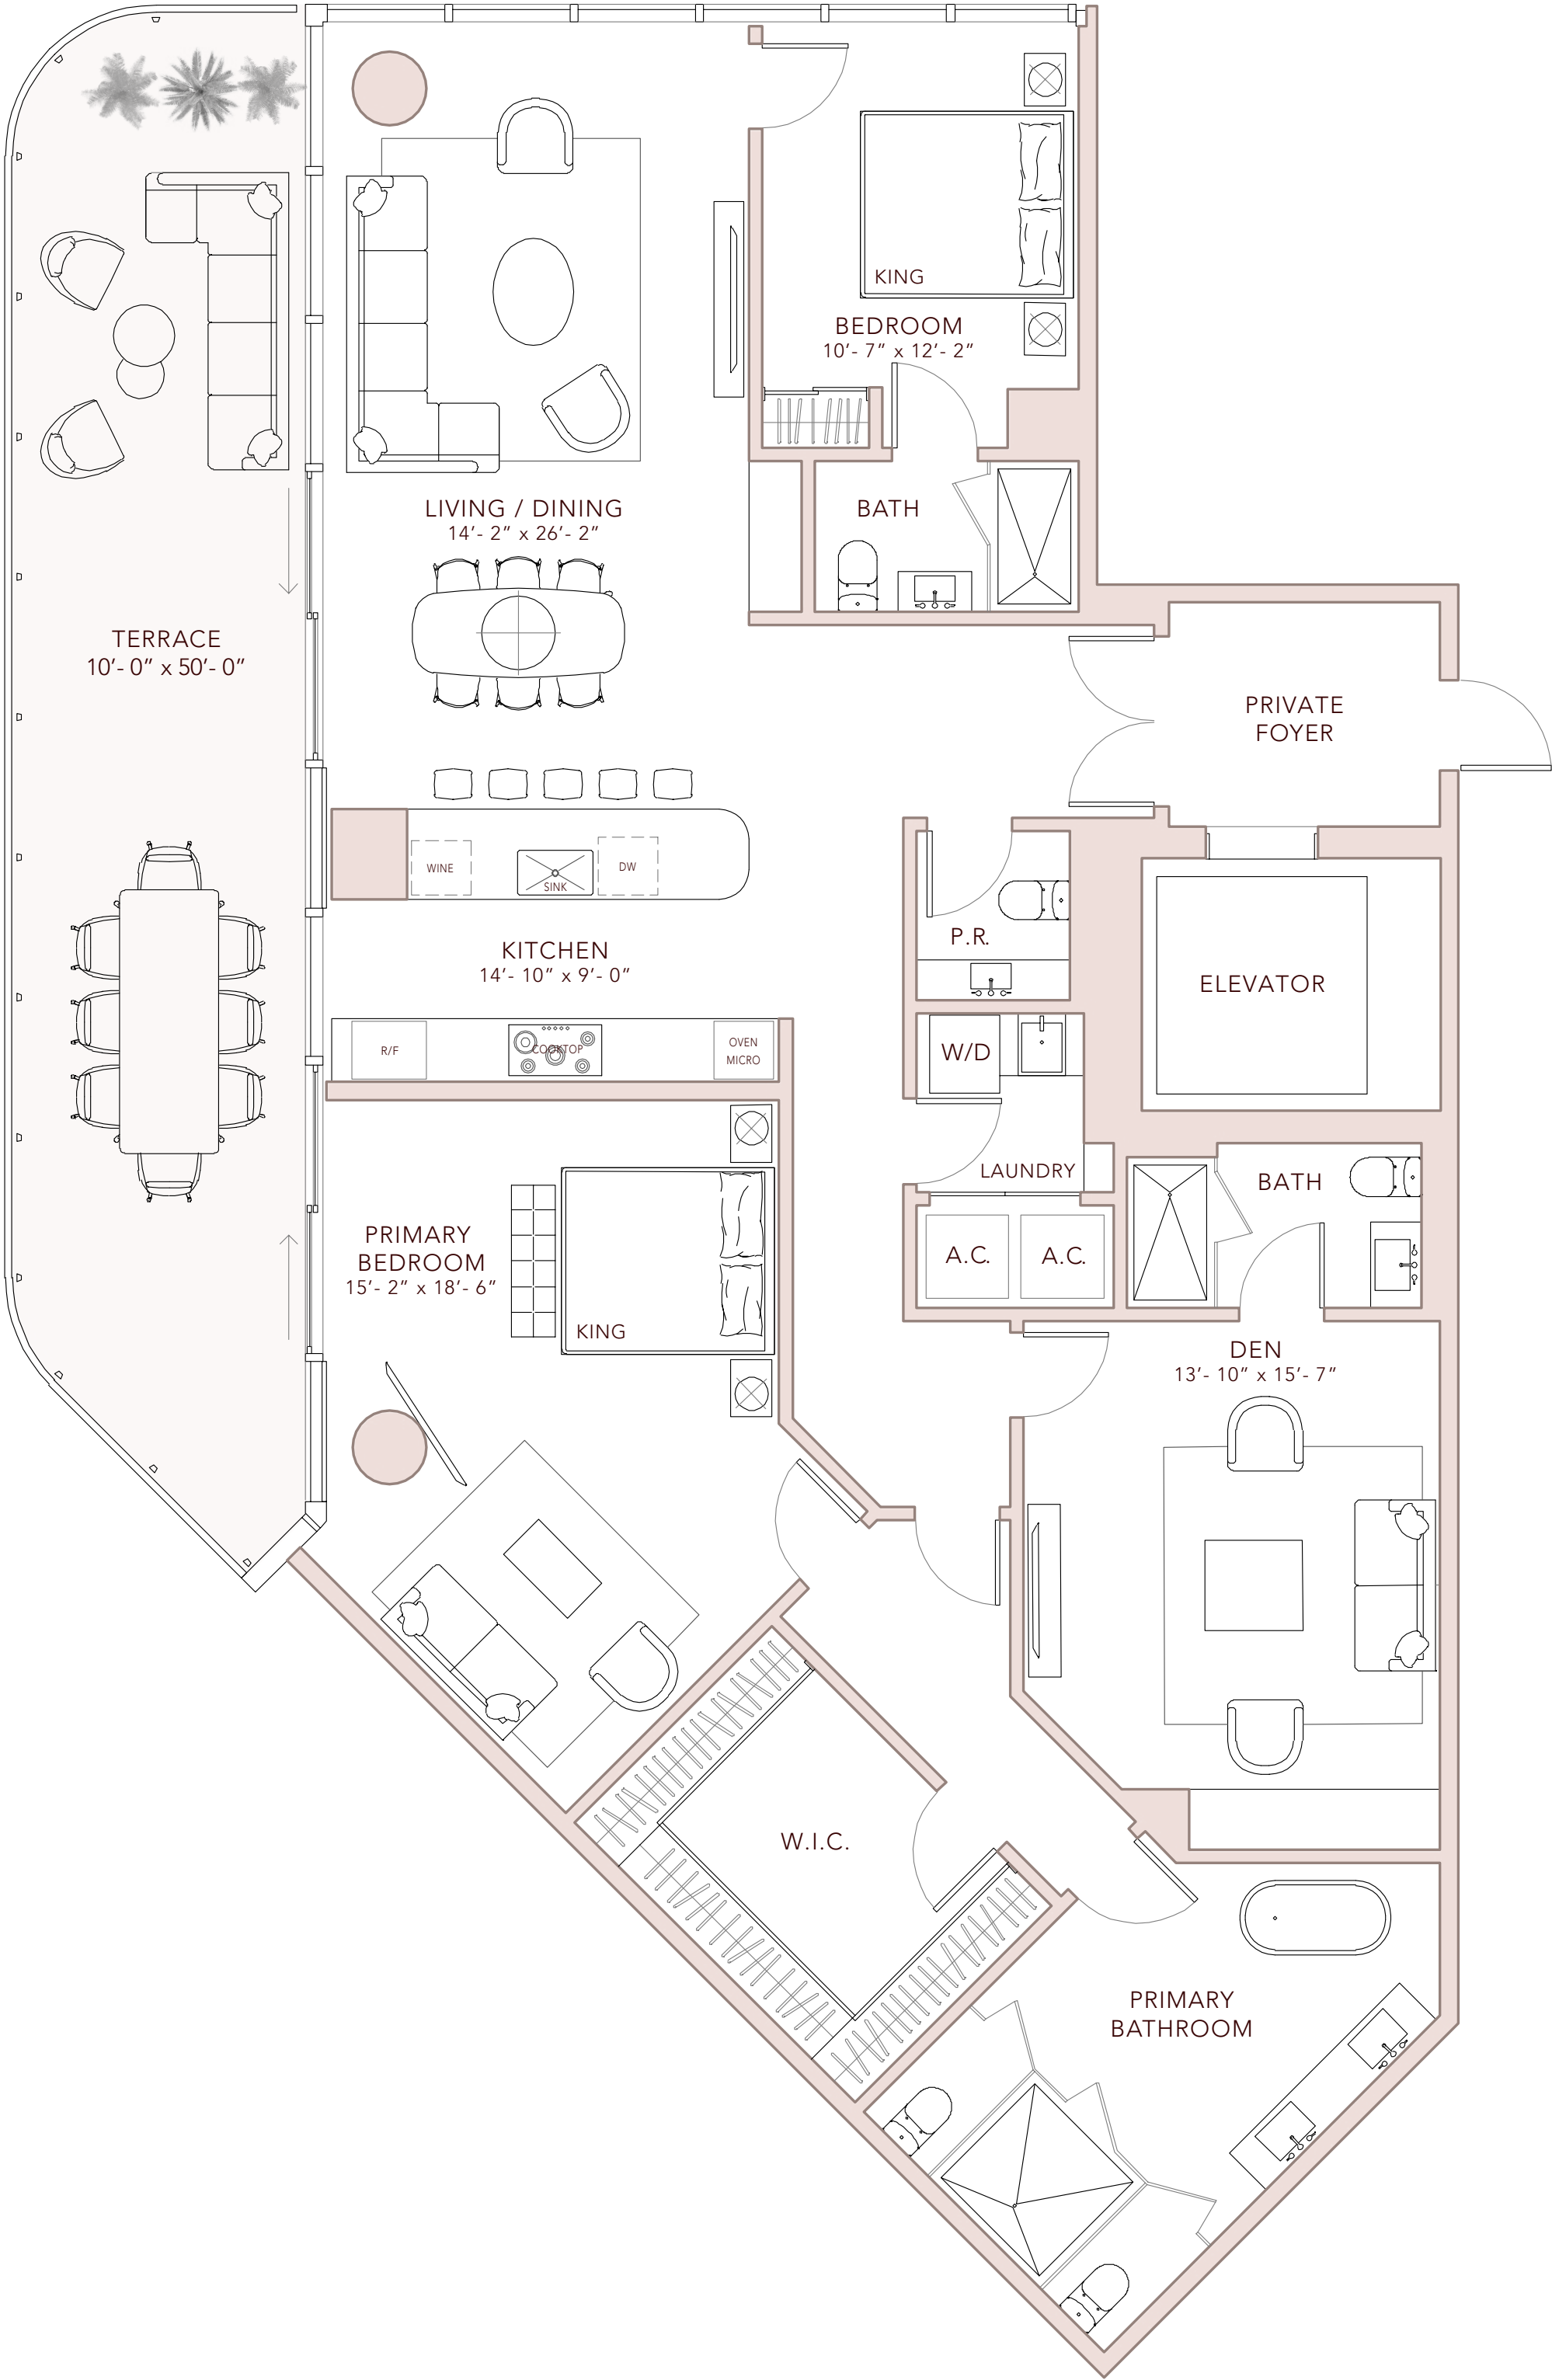 KING
BEDROOM
10’- 7” x 12’- 2”
LIVING / DINING
14’- 2” x 26’- 2”
BATH
TERRACE
10’- 0” x 50’- 0”
PRIVATE
FOYER
WINE
SINK
DW
P.R.
KITCHEN
14’- 10” x 9’- 0”
ELEVATOR
R/F
COOKTOP
OVEN
MICRO
W/D
LAUNDRY
BATH
PRIMARY
BEDROOM
15’- 2” x 18’- 6”
KING
A.C.
A.C.
DEN
13’- 10” x 15’- 7”
W.I.C.
PRIMARY
BATHROOM